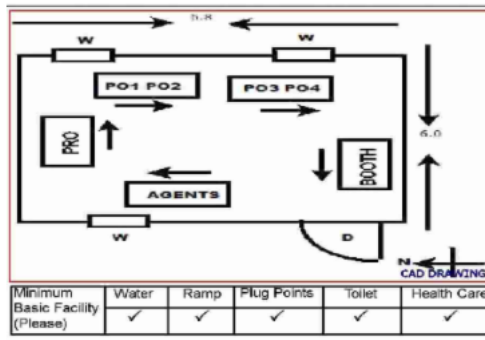 5.8
W
W
PO1 PO2
PO3 PO4
6.0
PRO
BOOTH
AGENTS
W
D
N
CAD DRAWING
Minimum Basic Facility (Please)
Water
Ramp
Plug Points
Toilet
Health Care
✓ ✓ ✓ ✓ ✓